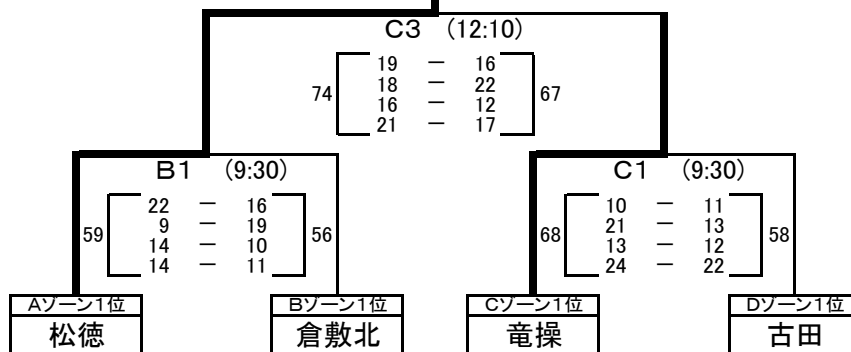 C3 (12:10)
74 19 ― 16 67
18 ― 22
16 ― 12
21 ― 17
B1 (9:30)
59 22 ― 16 56
9 ― 19
14 ― 10
14 ― 11
C1 (9:30)
68 10 ― 11 58
21 ― 13
13 ― 12
24 ― 22
Aゾーン1位
松徳
Bゾーン1位
倉敷北
Cゾーン1位
竜操
Dゾーン1位
古田